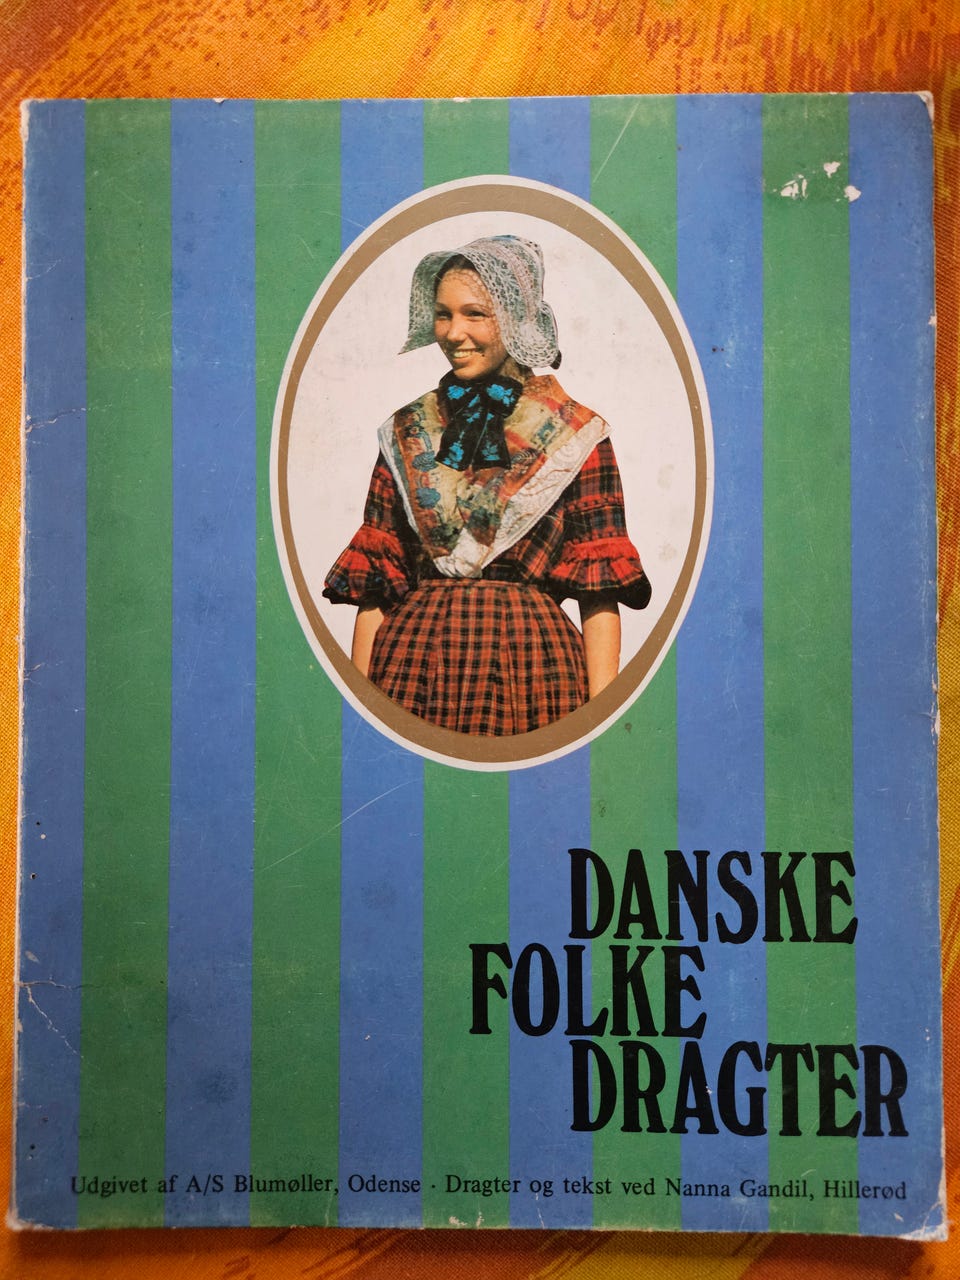 DANSKE
FOLKE
DRAGTER
Udgivet af A/S Blumøller, Odense · Dragter og tekst ved Nanna Gandil, Hillerød